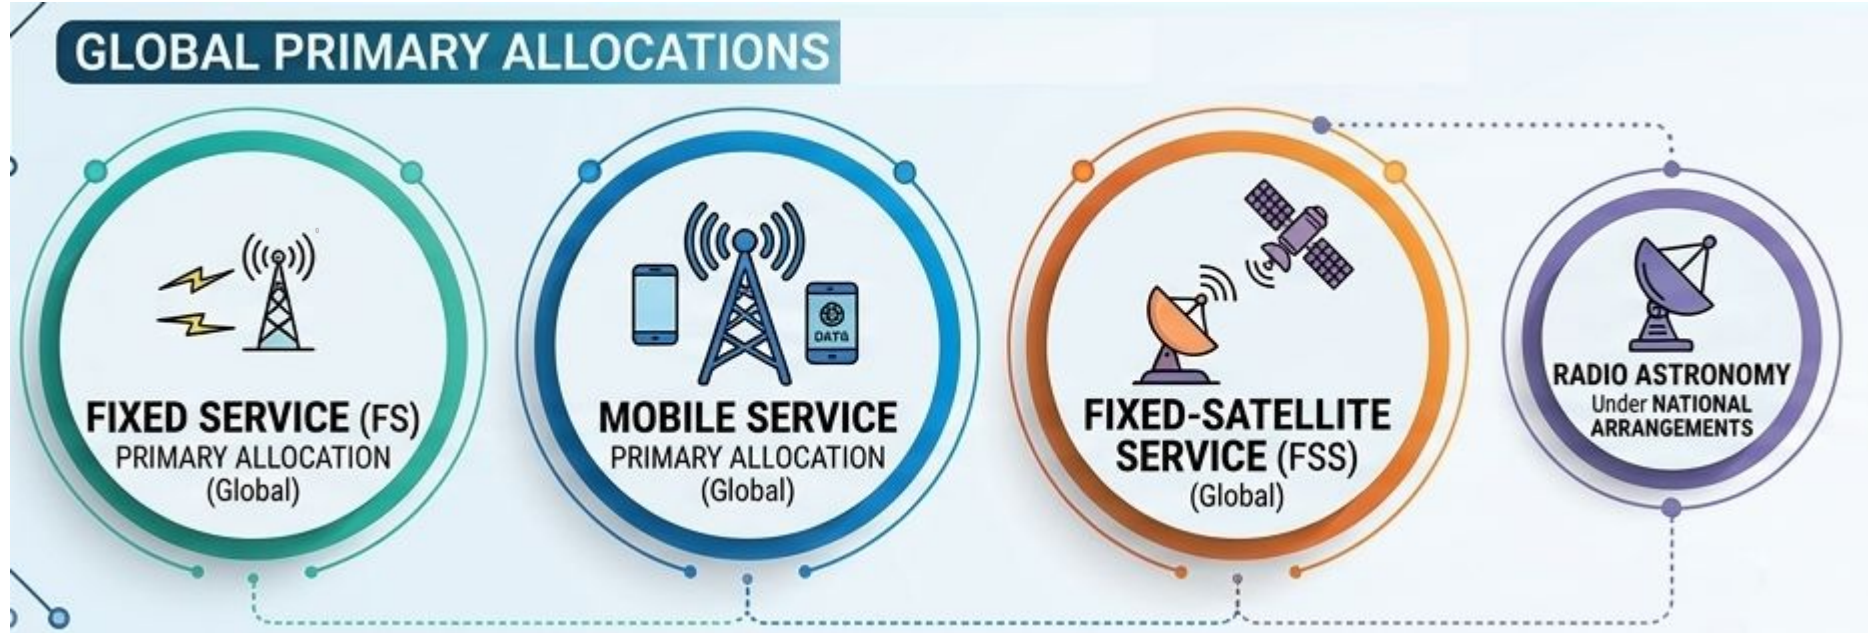 GLOBAL PRIMARY ALLOCATIONS
FIXED SERVICE (FS)
PRIMARY ALLOCATION
(Global)
DATG
MOBILE SERVICE
PRIMARY ALLOCATION
(Global)
FIXED-SATELLITE
SERVICE (FSS)
(Global)
RADIO ASTRONOMY
Under NATIONAL
ARRANGEMENTS